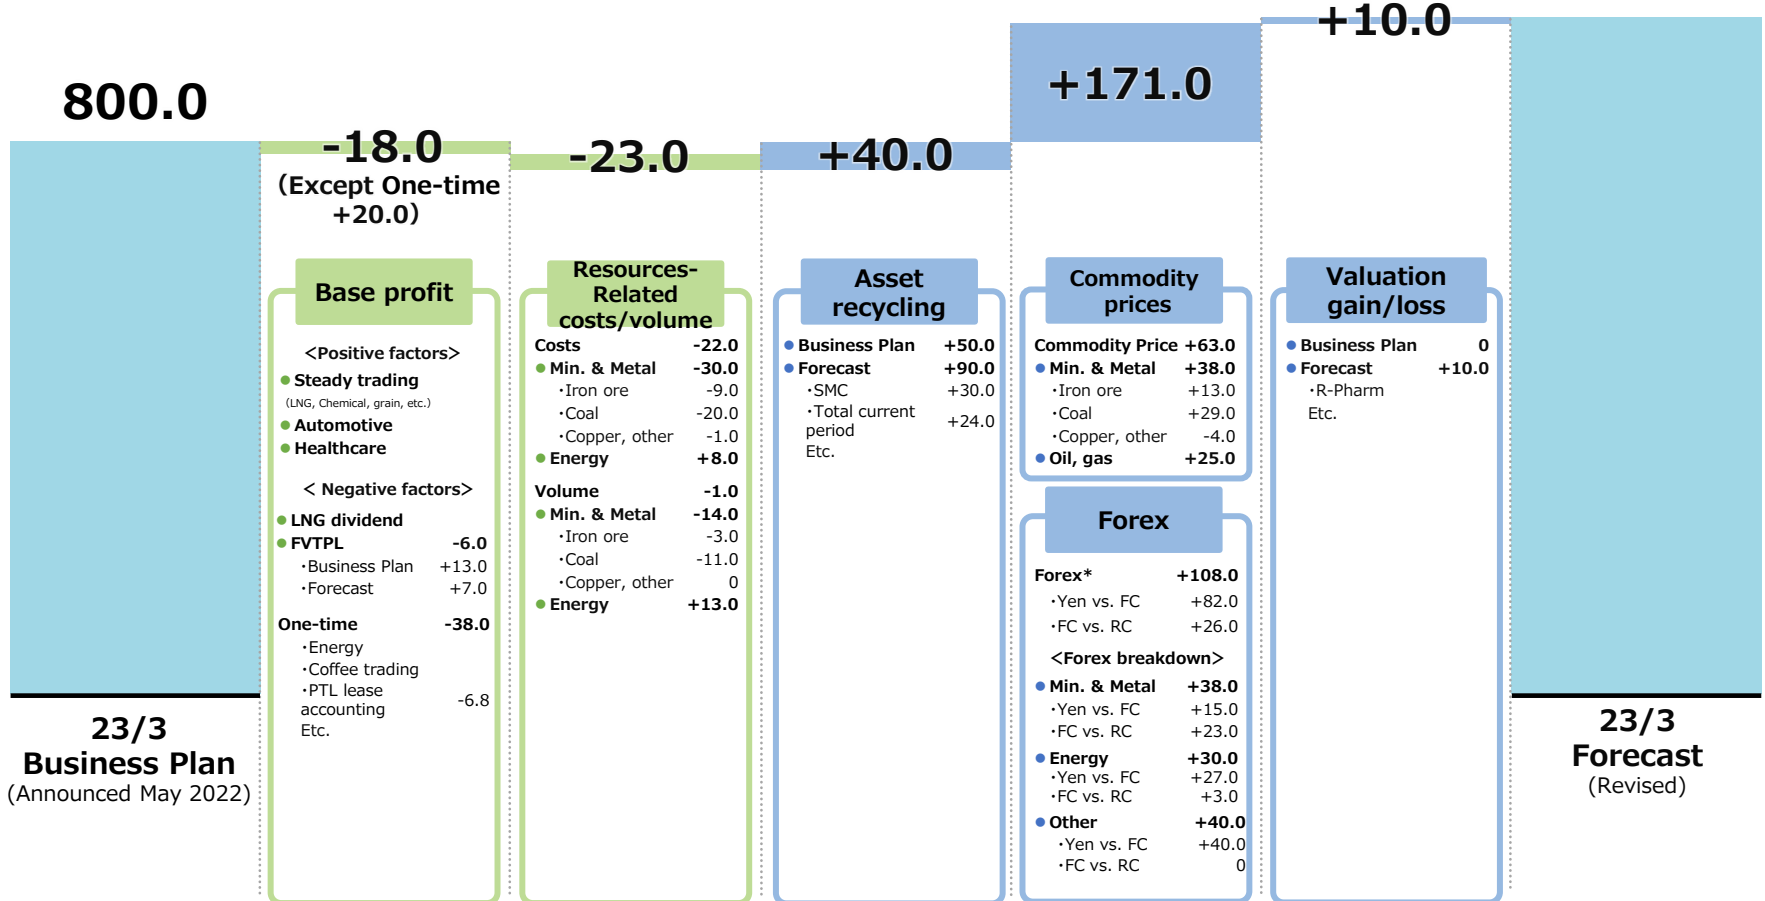 800.0
-18.0
（Except One-time
+20.0）
-23.0
+40.0
+171.0
+10.0
Base profit
<Positive factors>
● Steady trading
（LNG, Chemical, grain, etc.）
● Automotive
● Healthcare
< Negative factors>
● LNG dividend
● FVTPL -6.0
・Business Plan +13.0
・Forecast +7.0
One-time -38.0
・Energy
・Coffee trading
・PTL lease
accounting -6.8
Etc.
Resources-
Related
costs/volume
Costs -22.0
● Min. & Metal -30.0
・Iron ore -9.0
・Coal -20.0
・Copper, other -1.0
● Energy +8.0
Volume -1.0
● Min. & Metal -14.0
・Iron ore -3.0
・Coal -11.0
・Copper, other 0
● Energy +13.0
Asset
recycling
● Business Plan +50.0
● Forecast +90.0
・SMC +30.0
・Total current
period +24.0
Etc.
Commodity
prices
Commodity Price +63.0
● Min. & Metal +38.0
・Iron ore +13.0
・Coal +29.0
・Copper, other -4.0
● Oil, gas +25.0
Forex
Forex* +108.0
・Yen vs. FC +82.0
・FC vs. RC +26.0
<Forex breakdown>
● Min. & Metal +38.0
・Yen vs. FC +15.0
・FC vs. RC +23.0
● Energy +30.0
・Yen vs. FC +27.0
・FC vs. RC +3.0
● Other +40.0
・Yen vs. FC +40.0
・FC vs. RC 0
Valuation
gain/loss
● Business Plan 0
● Forecast +10.0
・R-Pharm
Etc.
23/3
Business Plan
(Announced May 2022)
23/3
Forecast
(Revised)